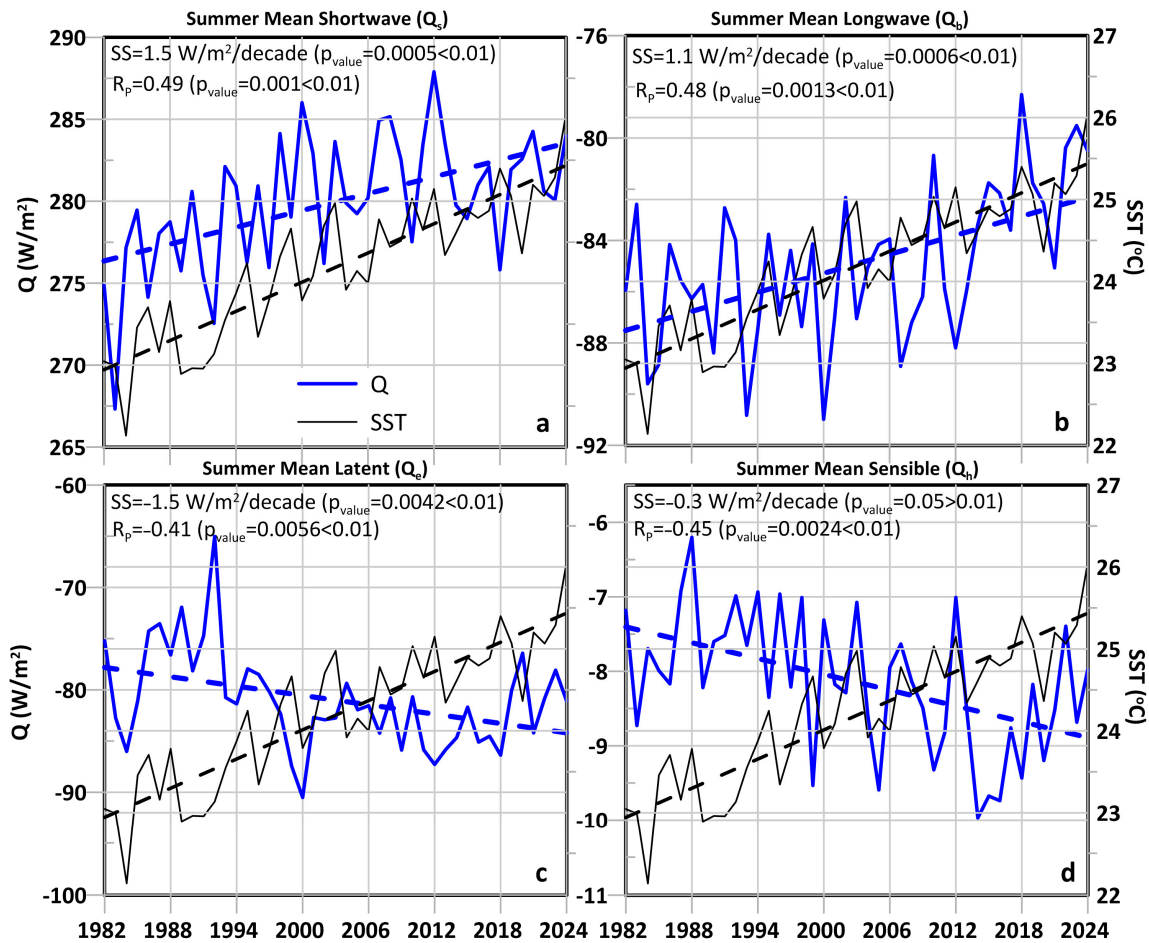 Summer Mean Shortwave (Qs)
SS=1.5 W/m²/decade (pvalue=0.0005<0.01)
RP=0.49 (pvalue=0.001<0.01)
290
285
280
275
270
265
Q (W/m²)
Q
SST
a
Summer Mean Longwave (Qb)
SS=1.1 W/m²/decade (pvalue=0.0006<0.01)
RP=0.48 (pvalue=0.0013<0.01)
-76
-80
-84
-88
-92
27
26
25
24
23
22
SST (°C)
b
Summer Mean Latent (Qe)
SS=–1.5 W/m²/decade (pvalue=0.0042<0.01)
RP=–0.41 (pvalue=0.0056<0.01)
-60
-70
-80
-90
-100
Q (W/m²)
c
1982 1988 1994 2000 2006 2012 2018 2024
Summer Mean Sensible (Qh)
SS=–0.3 W/m²/decade (pvalue=0.05>0.01)
RP=–0.45 (pvalue=0.0024<0.01)
-6
-7
-8
-9
-10
-11
27
26
25
24
23
22
SST (°C)
d
1982 1988 1994 2000 2006 2012 2018 2024